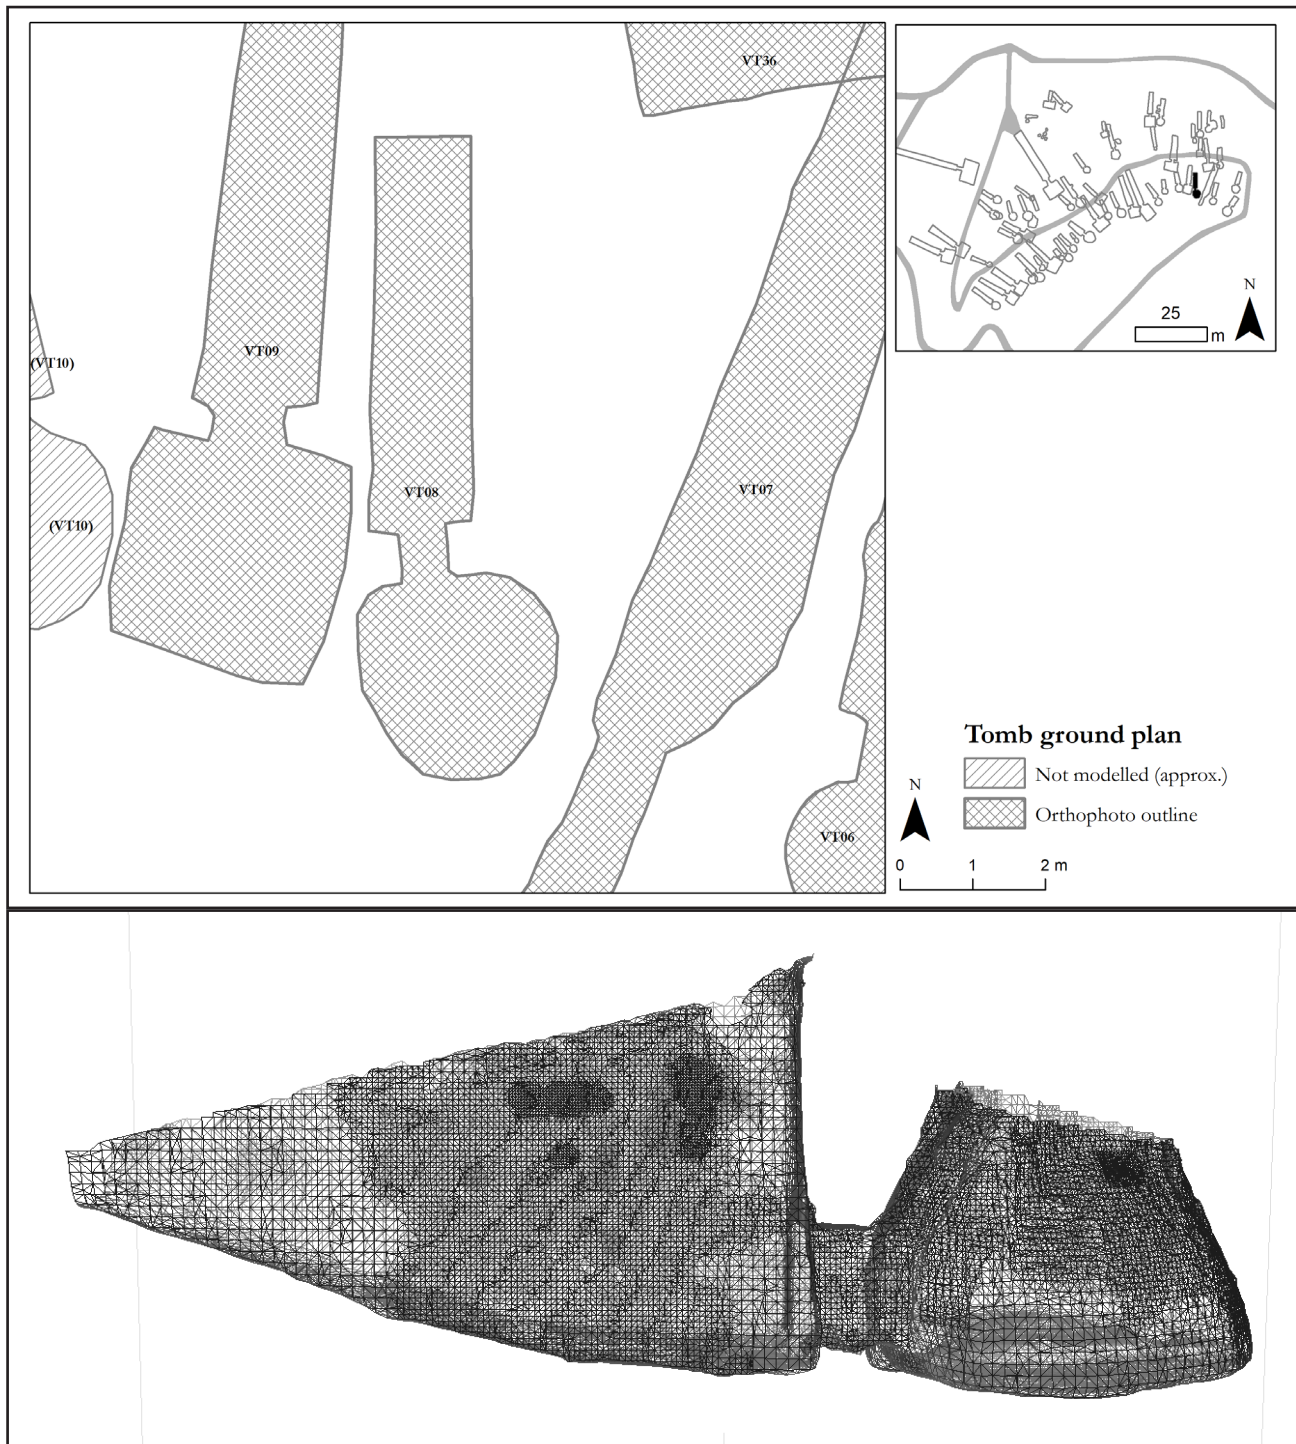 VT36
N
25
m
VT09
(VT10)
VT08
VT07
(VT10)
Tomb ground plan
Not modelled (approx.)
N
Orthophoto outline
VT06
0 1 2 m